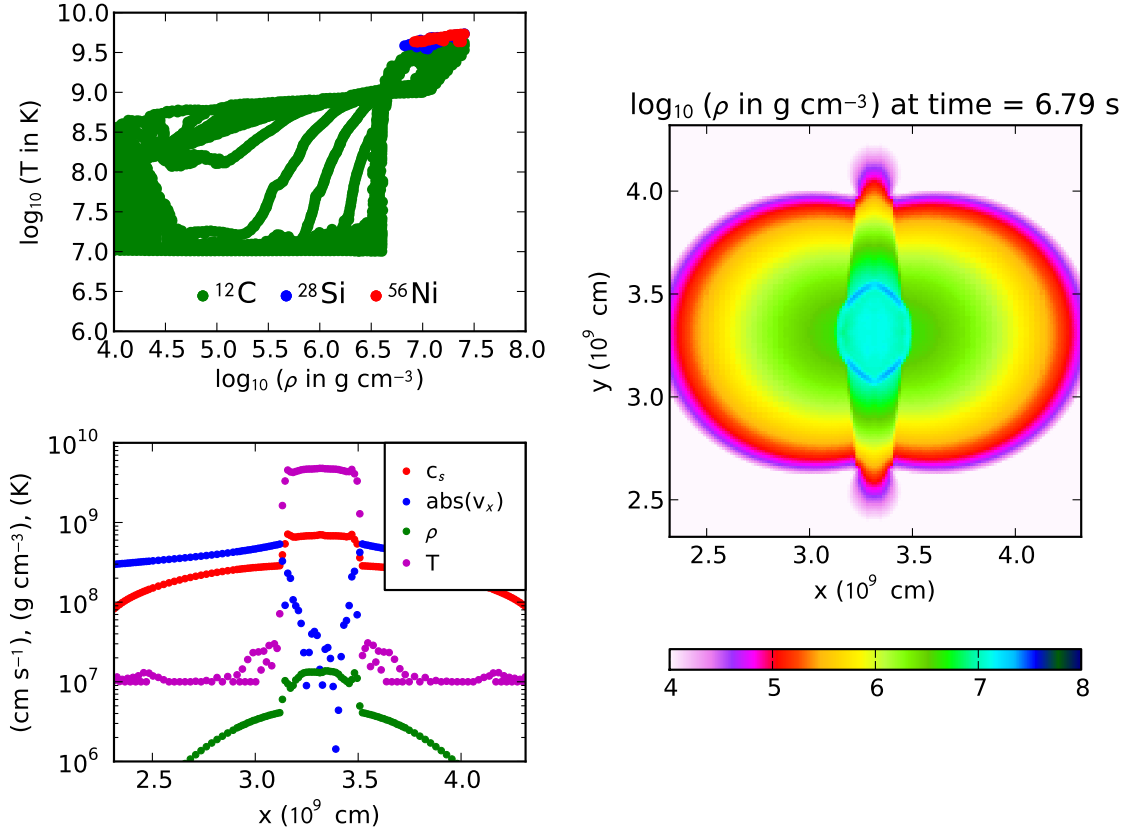 10.0
9.5
9.0
8.5
8.0
7.5
7.0
6.5
6.0
log₁₀ (T in K)
¹²C ²⁸Si ⁵⁶Ni
4.0 4.5 5.0 5.5 6.0 6.5 7.0 7.5 8.0
log₁₀ (ρ in g cm⁻³)
log₁₀ (ρ in g cm⁻³) at time = 6.79 s
4.0
3.5
3.0
2.5
y (10⁹ cm)
2.5 3.0 3.5 4.0
x (10⁹ cm)
4 5 6 7 8
10¹⁰
10⁹
10⁸
10⁷
10⁶
(cm s⁻¹), (g cm⁻³), (K)
cₛ
abs(vₓ)
ρ
T
2.5 3.0 3.5 4.0
x (10⁹ cm)